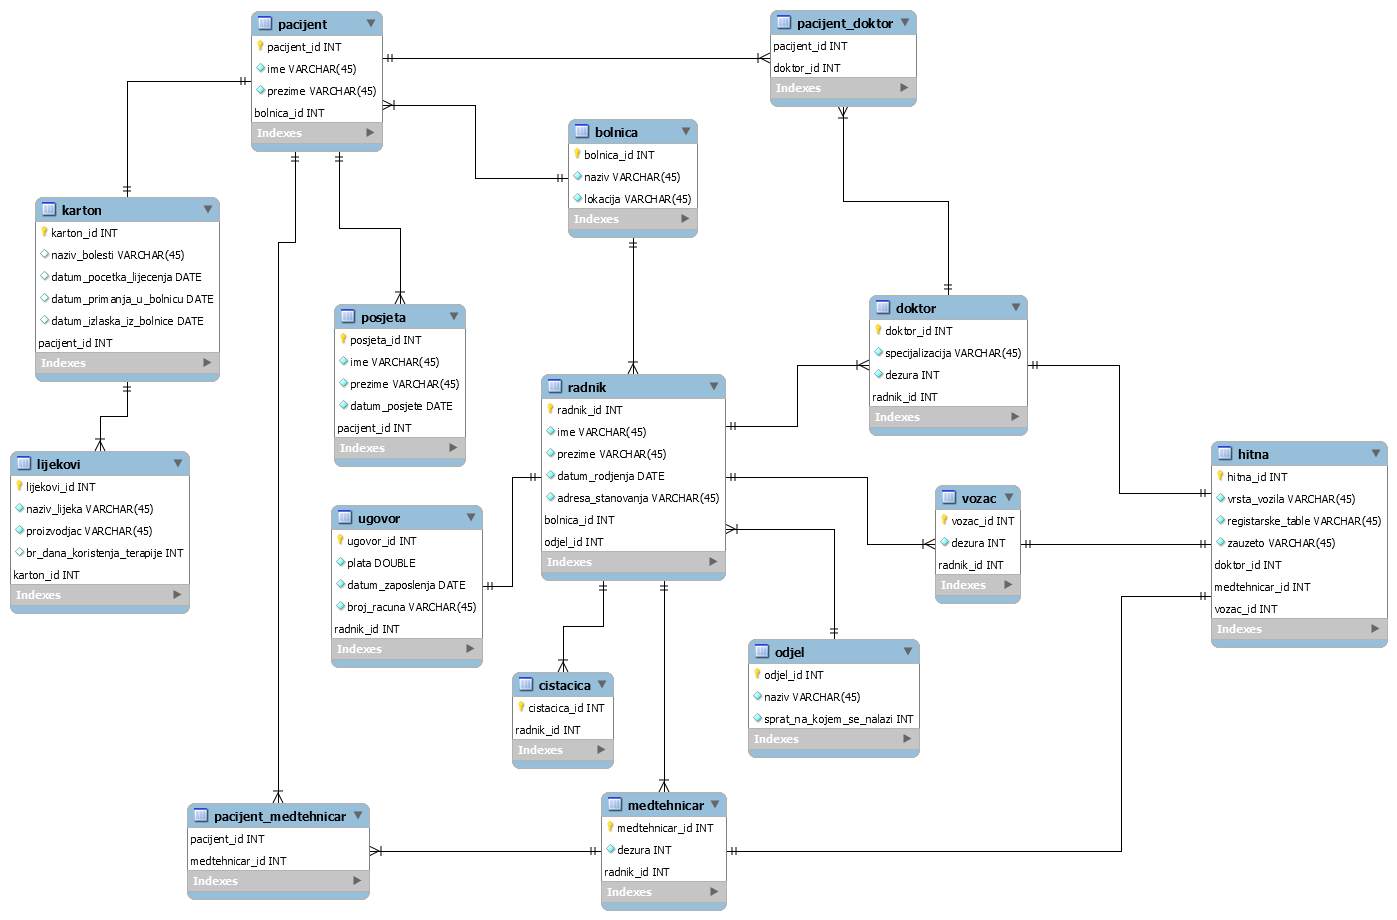 pacijent
pacijent_id INT
ime VARCHAR(45)
prezime VARCHAR(45)
bolnica_id INT
Indexes
pacijent_doktor
pacijent_id INT
doktor_id INT
Indexes
bolnica
bolnica_id INT
naziv VARCHAR(45)
lokacija VARCHAR(45)
Indexes
karton
karton_id INT
naziv_bolesti VARCHAR(45)
datum_pocetka_lijecenja DATE
datum_primanja_u_bolnicu DATE
datum_izlaska_iz_bolnice DATE
pacijent_id INT
Indexes
posjeta
posjeta_id INT
ime VARCHAR(45)
prezime VARCHAR(45)
datum_posjete DATE
pacijent_id INT
Indexes
doktor
doktor_id INT
specijalizacija VARCHAR(45)
dezura INT
radnik_id INT
Indexes
radnik
radnik_id INT
ime VARCHAR(45)
prezime VARCHAR(45)
datum_rodjenja DATE
adresa_stanovanja VARCHAR(45)
bolnica_id INT
odjel_id INT
Indexes
lijekovi
lijekovi_id INT
naziv_lijeka VARCHAR(45)
proizvodjac VARCHAR(45)
br_dana_koristenja_terapije INT
karton_id INT
Indexes
ugovor
ugovor_id INT
plata DOUBLE
datum_zaposlenja DATE
broj_racuna VARCHAR(45)
radnik_id INT
Indexes
vozac
vozac_id INT
dezura INT
radnik_id INT
Indexes
hitna
hitna_id INT
vrsta_vozila VARCHAR(45)
registarske_table VARCHAR(45)
zauzeto VARCHAR(45)
doktor_id INT
medtehnicar_id INT
vozac_id INT
Indexes
cistacica
cistacica_id INT
radnik_id INT
Indexes
odjel
odjel_id INT
naziv VARCHAR(45)
sprat_na_kojem_se_nalazi INT
Indexes
pacijent_medtehnicar
pacijent_id INT
medtehnicar_id INT
Indexes
medtehnicar
medtehnicar_id INT
dezura INT
radnik_id INT
Indexes